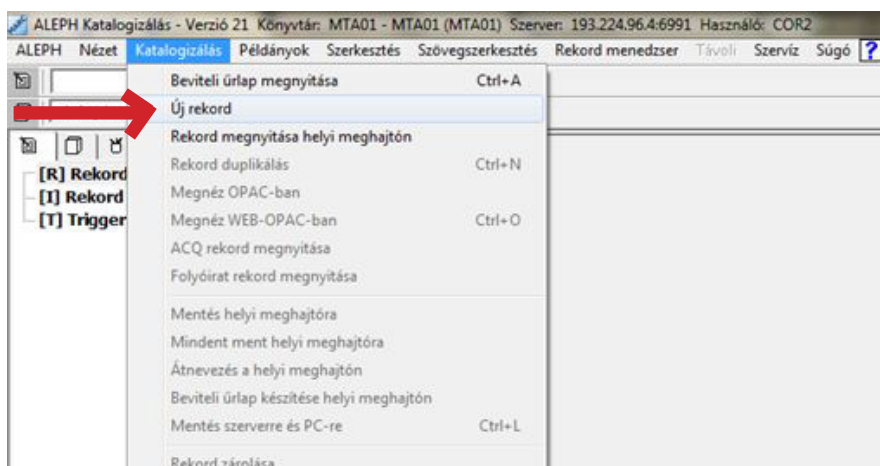 ALEPH Katalogizálás - Verzió 21 Könyvtár: MTA01 - MTA01 (MTA01) Szerver: 193.224.96.4:6991 Használó: COR2
ALEPH Nézet Katalogizálás Példányok Szerkesztés Szövegszerkesztés Rekord menedzser Távoli Szervíz Súgó ?
Beviteli űrlap megnyitása Ctrl+A
Új rekord
Rekord megnyitása helyi meghajtón
[R] Rekord
Rekord duplikálás Ctrl+N
[I] Rekord
Megnéz OPAC-ban
[T] Trigger
Megnéz WEB-OPAC-ban Ctrl+O
ACQ rekord megnyitása
Folyóirat rekord megnyitása
Mentés helyi meghajtóra
Mindent ment helyi meghajtóra
Átnevezés a helyi meghajtón
Beviteli űrlap készítése helyi meghajtón
Mentés szerverre és PC-re Ctrl+L
Rekord zárolása